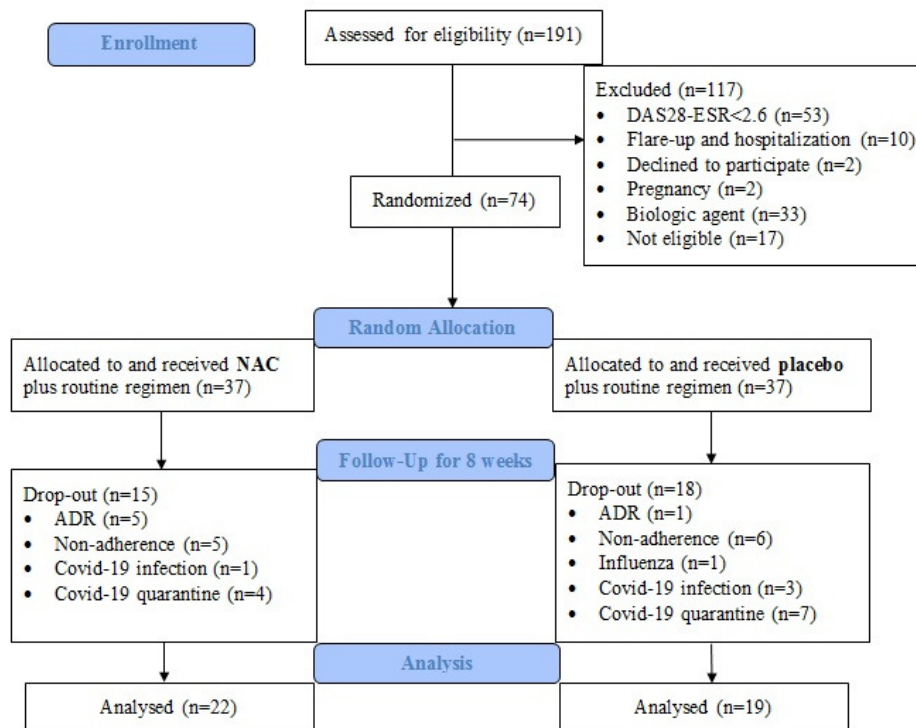 Enrollment
Assessed for eligibility (n=191)
Excluded (n=117)
• DAS28-ESR<2.6 (n=53)
• Flare-up and hospitalization (n=10)
• Declined to participate (n=2)
• Pregnancy (n=2)
• Biologic agent (n=33)
• Not eligible (n=17)
Randomized (n=74)
Random Allocation
Allocated to and received NAC
plus routine regimen (n=37)
Allocated to and received placebo
plus routine regimen (n=37)
Follow-Up for 8 weeks
Drop-out (n=15)
• ADR (n=5)
• Non-adherence (n=5)
• Covid-19 infection (n=1)
• Covid-19 quarantine (n=4)
Drop-out (n=18)
• ADR (n=1)
• Non-adherence (n=6)
• Influenza (n=1)
• Covid-19 infection (n=3)
• Covid-19 quarantine (n=7)
Analysis
Analysed (n=22)
Analysed (n=19)